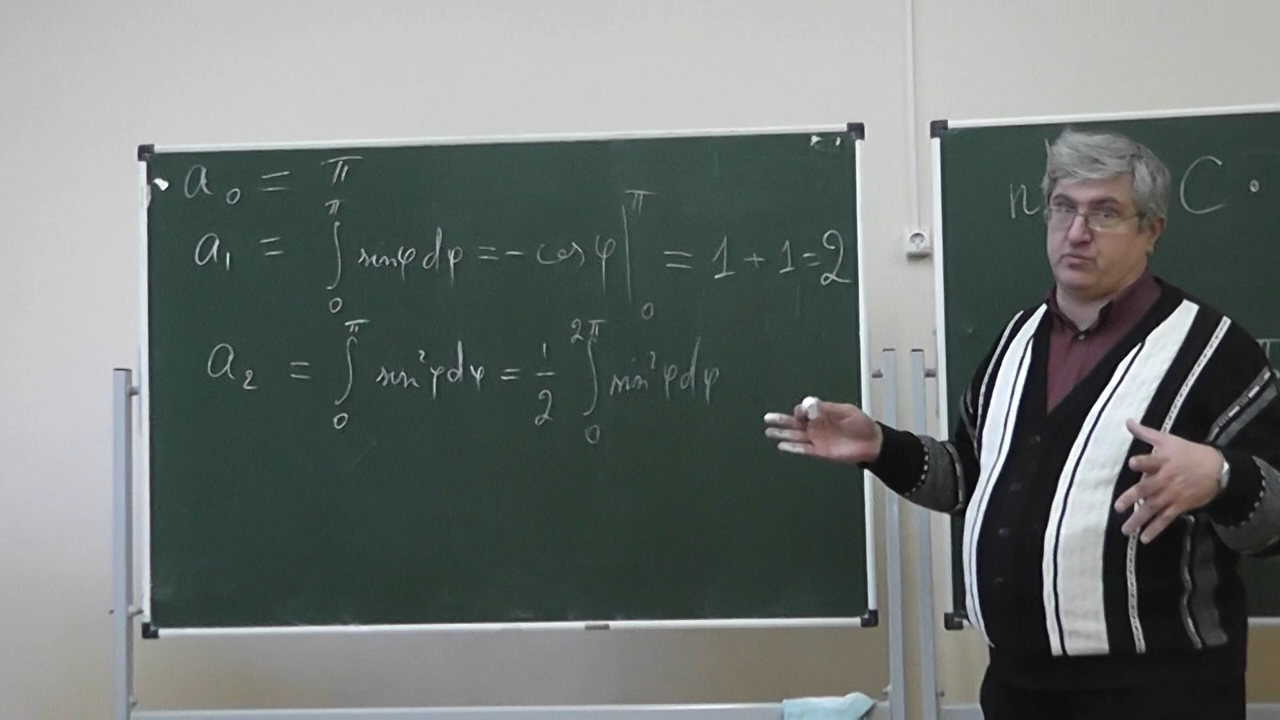 a₀ = π
a₁ = ∫₀^π sinφ dφ = - cosφ |₀^π = 1 + 1 = 2
a₂ = ∫₀^π sin²φ dφ = 1/2 ∫₀^2π sin²φ dφ
n C ·